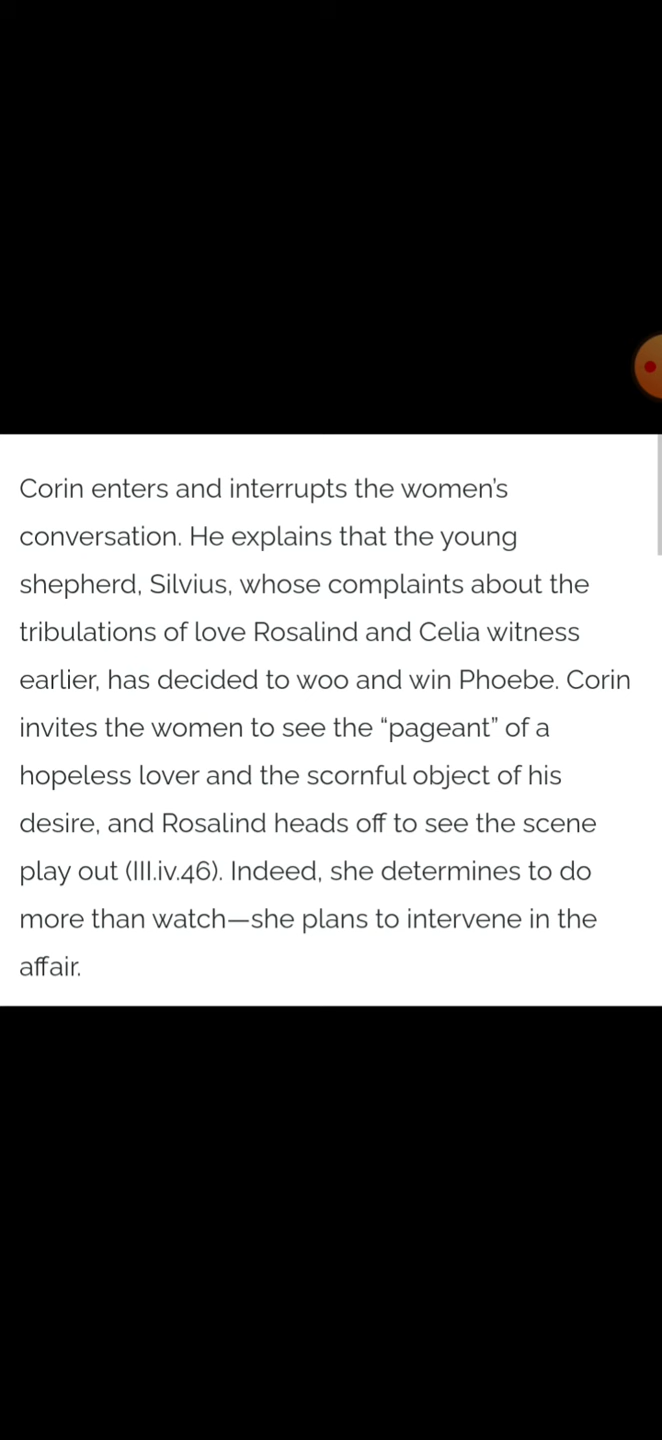 Corin enters and interrupts the women's
conversation. He explains that the young
shepherd, Silvius, whose complaints about the
tribulations of love Rosalind and Celia witness
earlier, has decided to woo and win Phoebe. Corin
invites the women to see the “pageant” of a
hopeless lover and the scornful object of his
desire, and Rosalind heads off to see the scene
play out (III.iv.46). Indeed, she determines to do
more than watch—she plans to intervene in the
affair.